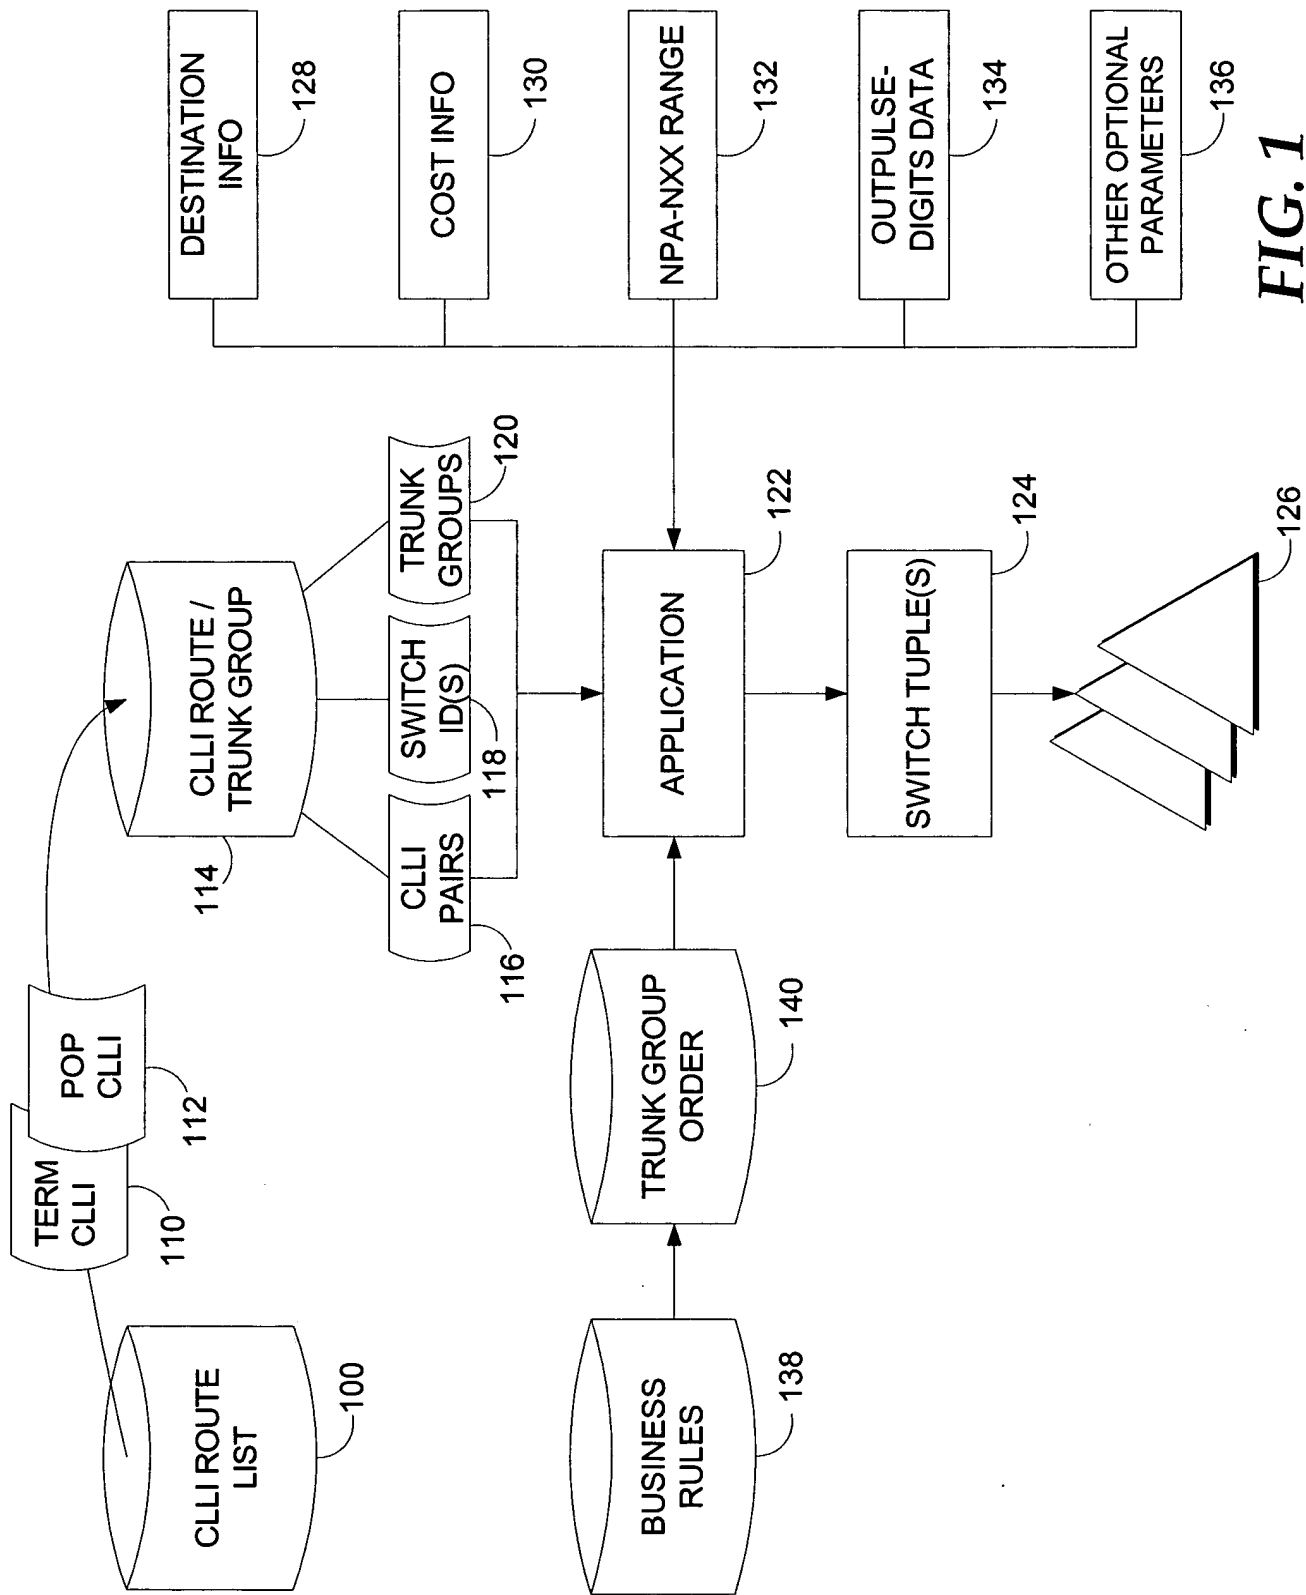 CLLI ROUTE
LIST
100
TERM
CLLI
110
POP
CLLI
112
CLLI ROUTE /
TRUNK GROUP
114
CLLI
PAIRS
116
SWITCH
ID(S)
118
TRUNK
GROUPS
120
BUSINESS
RULES
138
TRUNK GROUP
ORDER
140
APPLICATION
122
SWITCH TUPLE(S)
124
126
DESTINATION
INFO
128
COST INFO
130
NPA-NXX RANGE
132
OUTPULSE-
DIGITS DATA
134
OTHER OPTIONAL
PARAMETERS
136
FIG. 1